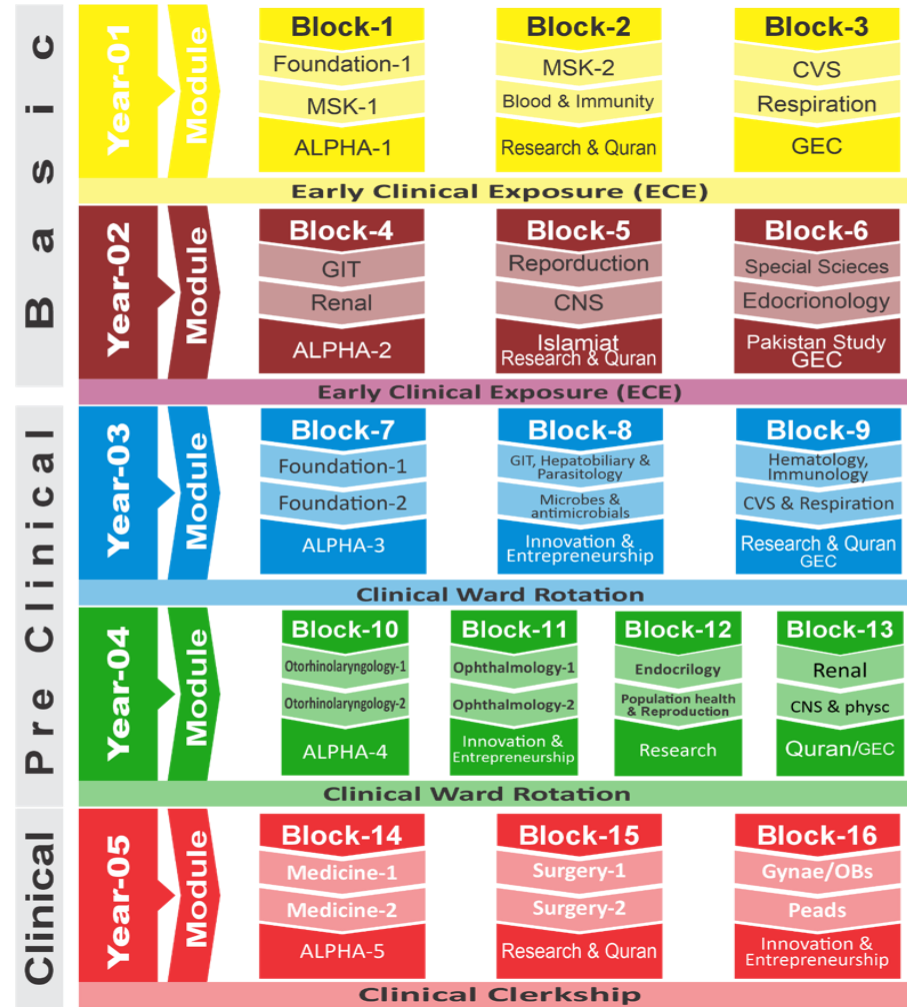 Basic
Year-01
Module
Block-1
Foundation-1
MSK-1
ALPHA-1
Block-2
MSK-2
Blood & Immunity
Research & Quran
Block-3
CVS
Respiration
GEC
Early Clinical Exposure (ECE)
Year-02
Module
Block-4
GIT
Renal
ALPHA-2
Block-5
Reporduction
CNS
Islamiat
Research & Quran
Block-6
Special Scieces
Edocrionology
Pakistan Study
GEC
Early Clinical Exposure (ECE)
Pre Clinical
Year-03
Module
Block-7
Foundation-1
Foundation-2
ALPHA-3
Block-8
GIT, Hepatobiliary &
Parasitology
Microbes &
antimicrobials
Innovation &
Entrepreneurship
Block-9
Hematology,
Immunology
CVS & Respiration
Research & Quran
GEC
Clinical Ward Rotation
Year-04
Module
Block-10
Otorhinolaryngology-1
Otorhinolaryngology-2
ALPHA-4
Block-11
Ophthalmology-1
Ophthalmology-2
Innovation &
Entrepreneurship
Block-12
Endocrilogy
Population health
& Reproduction
Research
Block-13
Renal
CNS & physc
Quran/GEC
Clinical Ward Rotation
Clinical
Year-05
Module
Block-14
Medicine-1
Medicine-2
ALPHA-5
Block-15
Surgery-1
Surgery-2
Research & Quran
Block-16
Gynae/OBs
Peads
Innovation &
Entrepreneurship
Clinical Clerkship